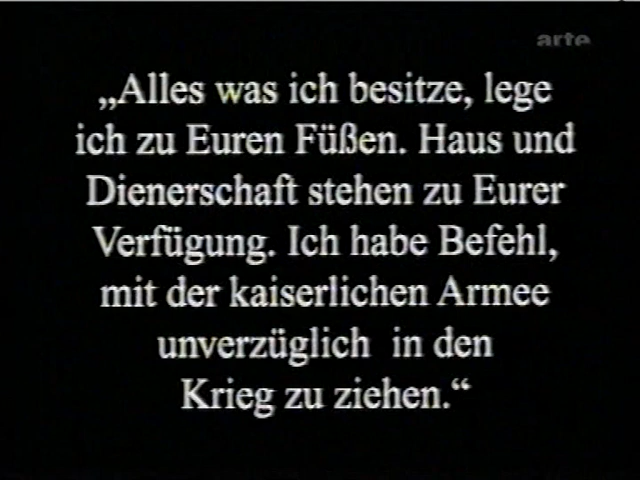 arte
„Alles was ich besitze, lege
ich zu Euren Füßen. Haus und
Dienerschaft stehen zu Eurer
Verfügung. Ich habe Befehl,
mit der kaiserlichen Armee
unverzüglich in den
Krieg zu ziehen.“